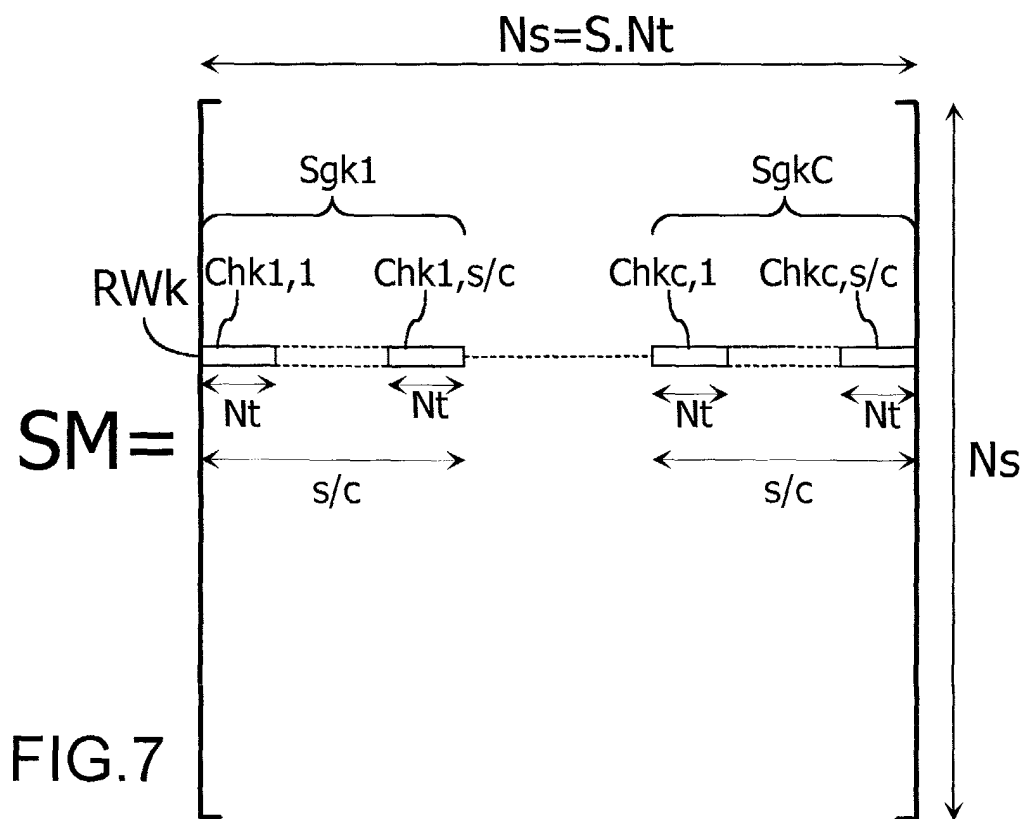 Ns=S.Nt
Sgk1 SgkC
RWk Chk1,1 Chk1,s/c Chkc,1 Chkc,s/c
Nt Nt Nt Nt
SM= Ns
s/c s/c
FIG.7